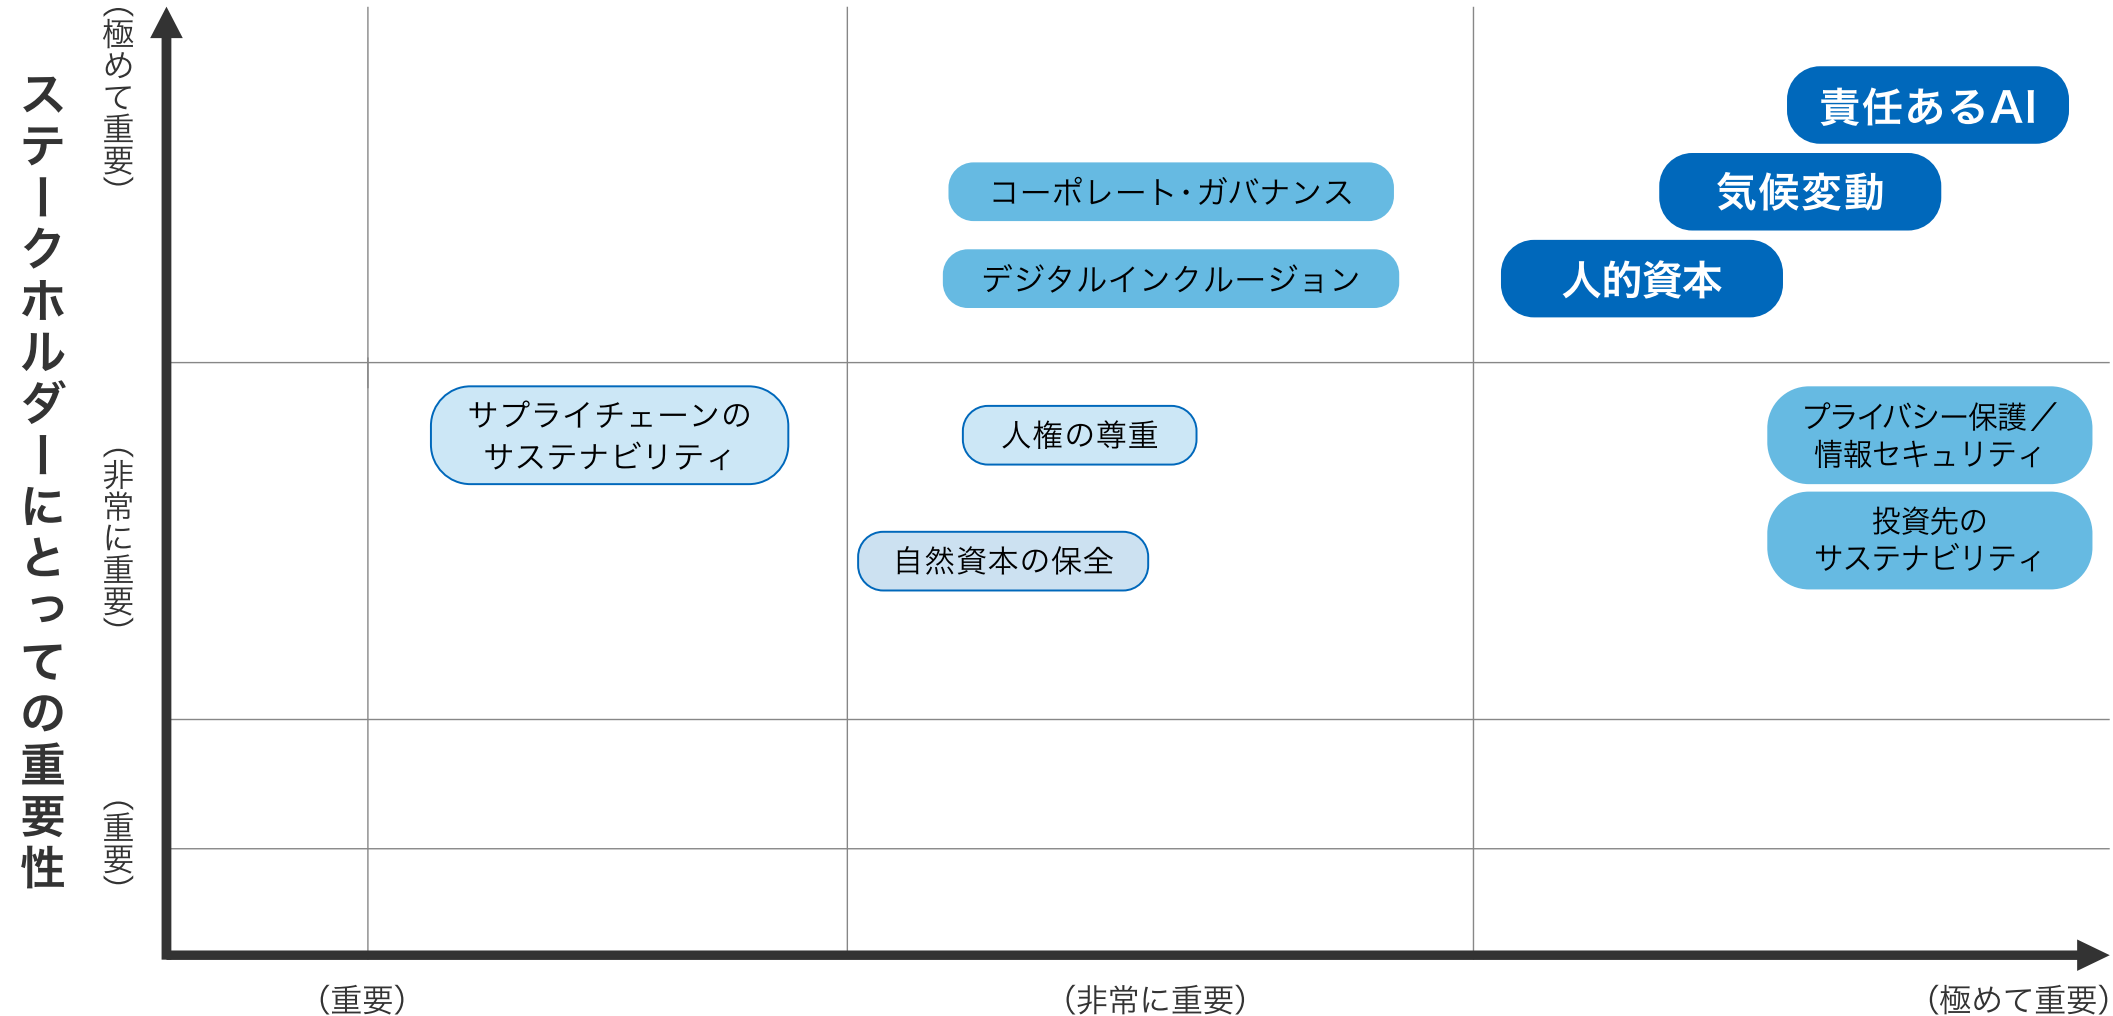 ステークホルダーにとっての重要性
（極めて重要）
（非常に重要）
（重要）
責任あるAI
コーポレート・ガバナンス
気候変動
デジタルインクルージョン
人的資本
サプライチェーンの
サステナビリティ
人権の尊重
プライバシー保護／
情報セキュリティ
自然資本の保全
投資先の
サステナビリティ
（重要）
（非常に重要）
（極めて重要）